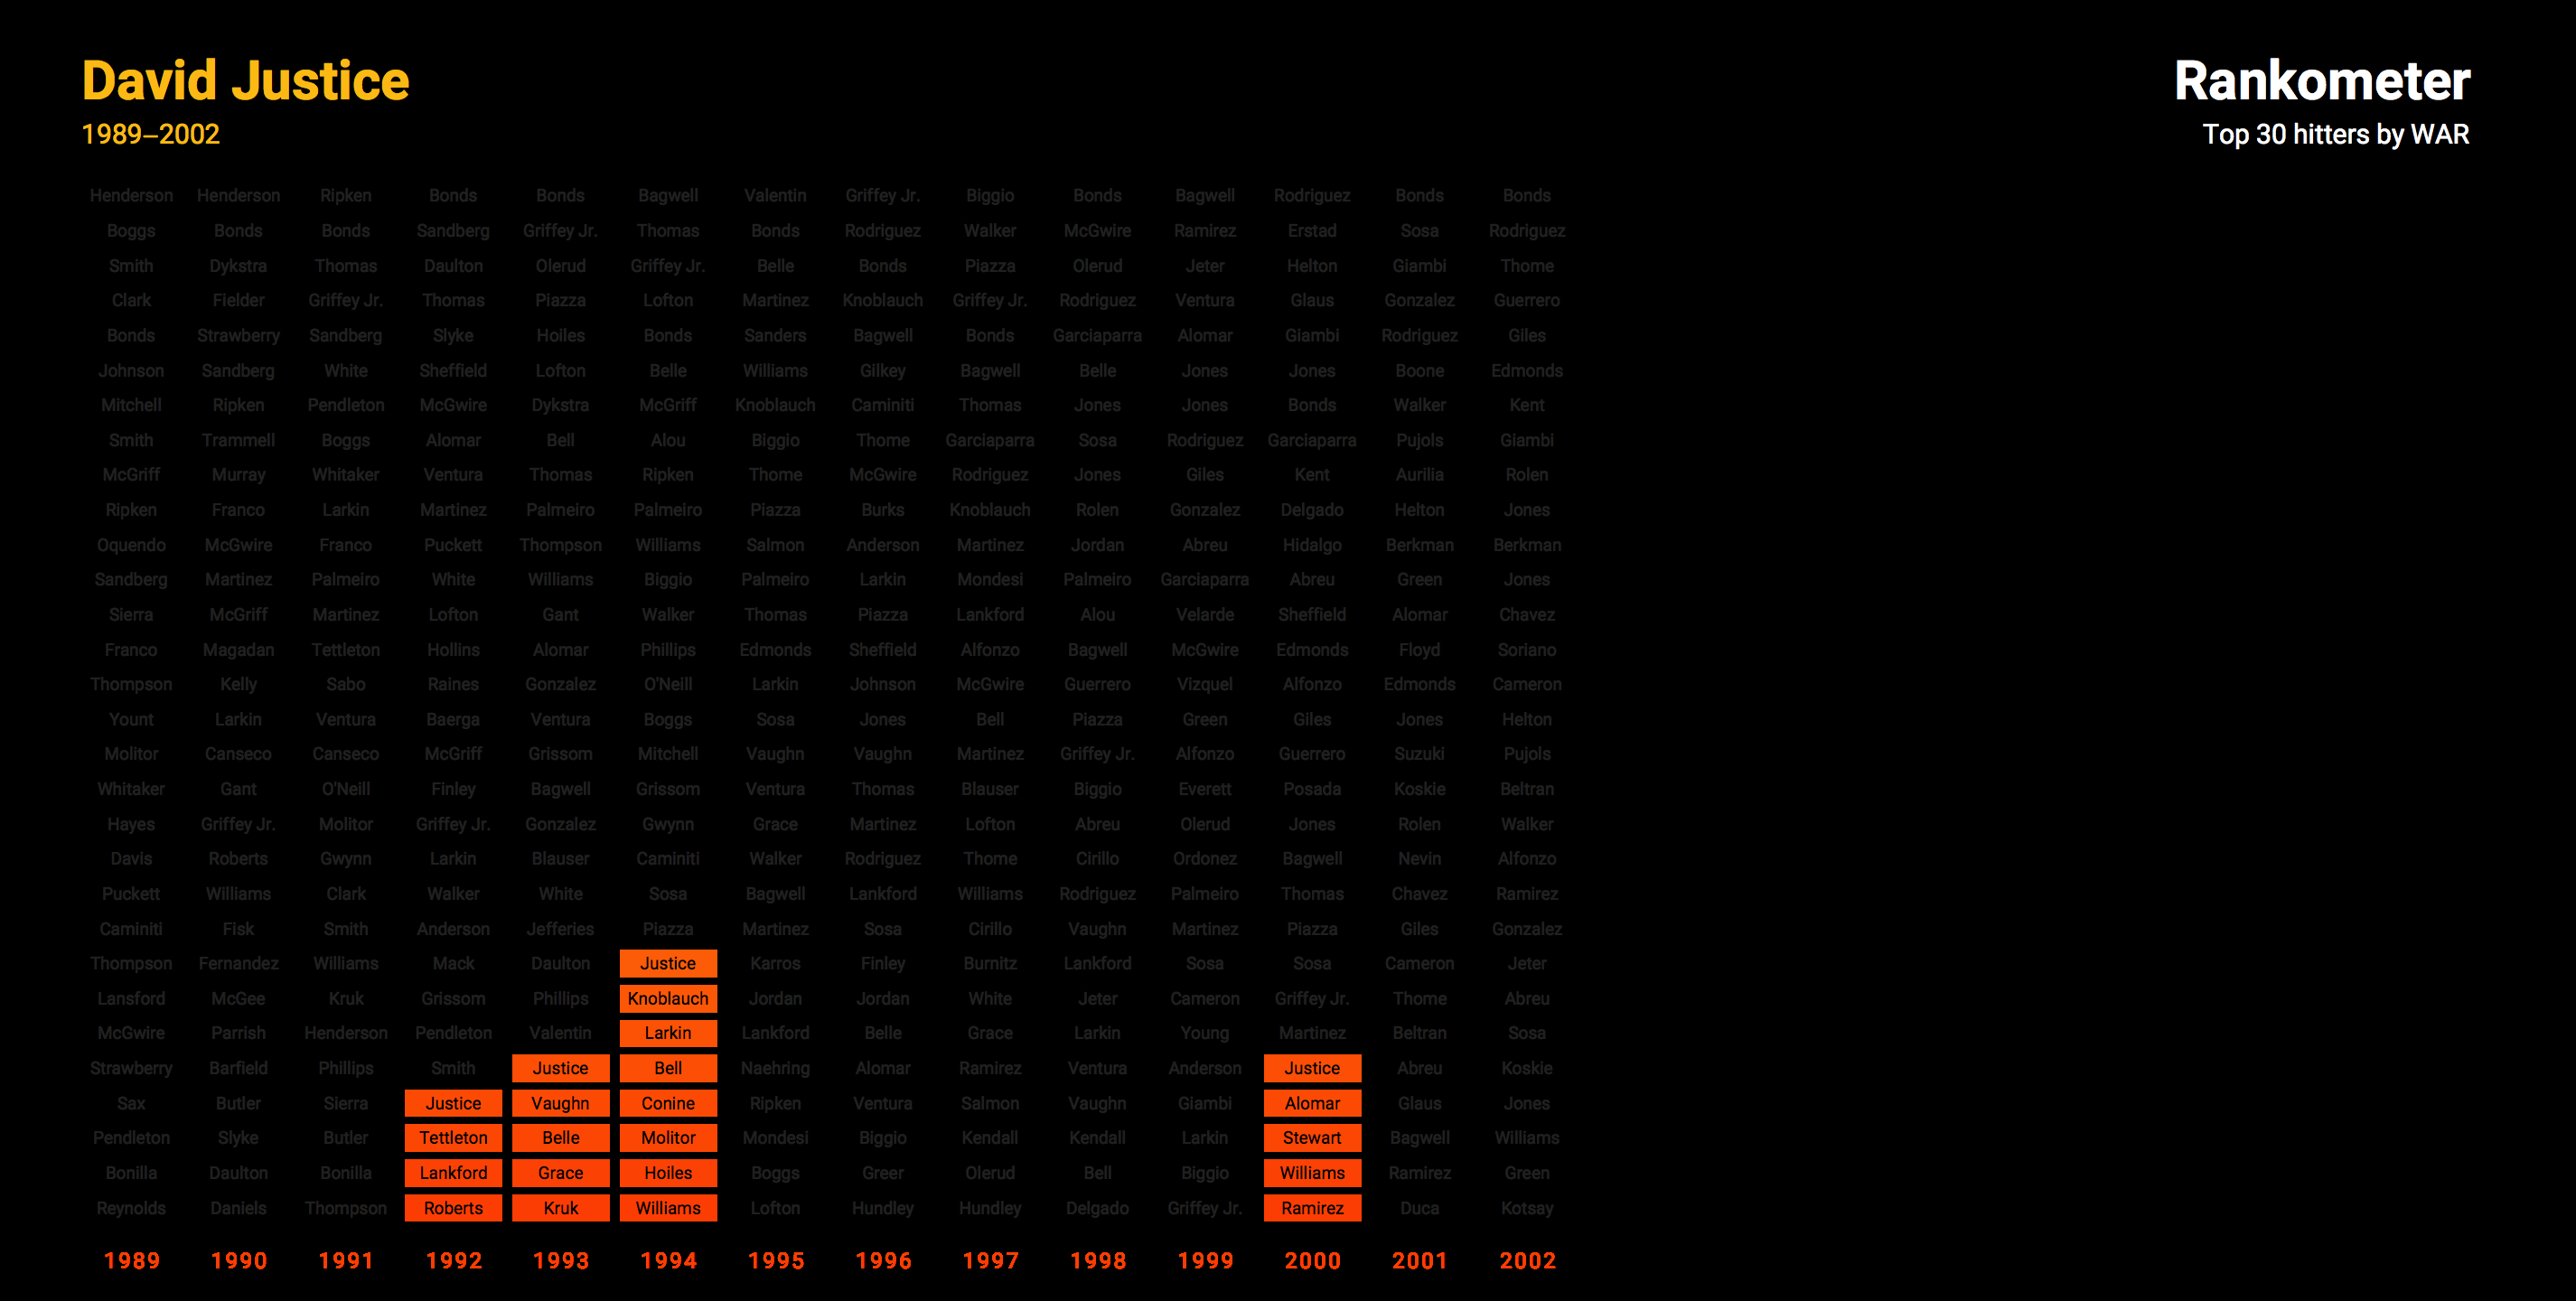 David Justice
1989–2002
Rankometer
Top 30 hitters by WAR
Henderson Henderson Ripken Bonds Bonds Bagwell Valentin Griffey Jr. Biggio Bonds Bagwell Rodriguez Bonds Bonds
Boggs Bonds Bonds Sandberg Griffey Jr. Thomas Bonds Rodriguez Walker McGwire Ramirez Erstad Sosa Rodriguez
Smith Dykstra Thomas Daulton Olerud Griffey Jr. Belle Bonds Piazza Olerud Jeter Helton Giambi Thome
Clark Fielder Griffey Jr. Thomas Piazza Lofton Martinez Knoblauch Griffey Jr. Rodriguez Ventura Glaus Gonzalez Guerrero
Bonds Strawberry Sandberg Slyke Hoiles Bonds Sanders Bagwell Bonds Garciaparra Alomar Giambi Rodriguez Giles
Johnson Sandberg White Sheffield Lofton Belle Williams Gilkey Bagwell Belle Jones Jones Boone Edmonds
Mitchell Ripken Pendleton McGwire Dykstra McGriff Knoblauch Caminiti Thomas Jones Jones Bonds Walker Kent
Smith Trammell Boggs Alomar Bell Alou Biggio Thome Garciaparra Sosa Rodriguez Garciaparra Pujols Giambi
McGriff Murray Whitaker Ventura Thomas Ripken Thome McGwire Rodriguez Jones Giles Kent Aurilia Rolen
Ripken Franco Larkin Martinez Palmeiro Palmeiro Piazza Burks Knoblauch Rolen Gonzalez Delgado Helton Jones
Oquendo McGwire Franco Puckett Thompson Williams Salmon Anderson Martinez Jordan Abreu Hidalgo Berkman Berkman
Sandberg Martinez Palmeiro White Williams Biggio Palmeiro Larkin Mondesi Palmeiro Garciaparra Abreu Green Jones
Sierra McGriff Martinez Lofton Gant Walker Thomas Piazza Lankford Alou Velarde Sheffield Alomar Chavez
Franco Magadan Tettleton Hollins Alomar Phillips Edmonds Sheffield Alfonzo Bagwell McGwire Edmonds Floyd Soriano
Thompson Kelly Sabo Raines Gonzalez O'Neill Larkin Johnson McGwire Guerrero Vizquel Alfonzo Edmonds Cameron
Yount Larkin Ventura Baerga Ventura Boggs Sosa Jones Bell Piazza Green Giles Jones Helton
Molitor Canseco Canseco McGriff Grissom Mitchell Vaughn Vaughn Martinez Griffey Jr. Alfonzo Guerrero Suzuki Pujols
Whitaker Gant O'Neill Finley Bagwell Grissom Ventura Thomas Blauser Biggio Everett Posada Koskie Beltran
Hayes Griffey Jr. Molitor Griffey Jr. Gonzalez Gwynn Grace Martinez Lofton Abreu Olerud Jones Rolen Walker
Davis Roberts Gwynn Larkin Blauser Caminiti Walker Rodriguez Thome Cirillo Ordonez Bagwell Nevin Alfonzo
Puckett Williams Clark Walker White Sosa Bagwell Lankford Williams Rodriguez Palmeiro Thomas Chavez Ramirez
Caminiti Fisk Smith Anderson Jefferies Piazza Martinez Sosa Cirillo Vaughn Martinez Piazza Giles Gonzalez
Thompson Fernandez Williams Mack Daulton Justice Karros Finley Burnitz Lankford Sosa Sosa Cameron Jeter
Lansford McGee Kruk Grissom Phillips Knoblauch Jordan Jordan White Jeter Cameron Griffey Jr. Thome Abreu
McGwire Parrish Henderson Pendleton Valentin Larkin Lankford Belle Grace Larkin Young Martinez Beltran Sosa
Strawberry Barfield Phillips Smith Justice Bell Naehring Alomar Ramirez Ventura Anderson Justice Abreu Koskie
Sax Butler Sierra Justice Vaughn Conine Ripken Ventura Salmon Vaughn Giambi Alomar Glaus Jones
Pendleton Slyke Butler Tettleton Belle Molitor Mondesi Biggio Kendall Kendall Larkin Stewart Bagwell Williams
Bonilla Daulton Bonilla Lankford Grace Hoiles Boggs Greer Olerud Bell Biggio Williams Ramirez Green
Reynolds Daniels Thompson Roberts Kruk Williams Lofton Hundley Hundley Delgado Griffey Jr. Ramirez Duca Kotsay
1989 1990 1991 1992 1993 1994 1995 1996 1997 1998 1999 2000 2001 2002